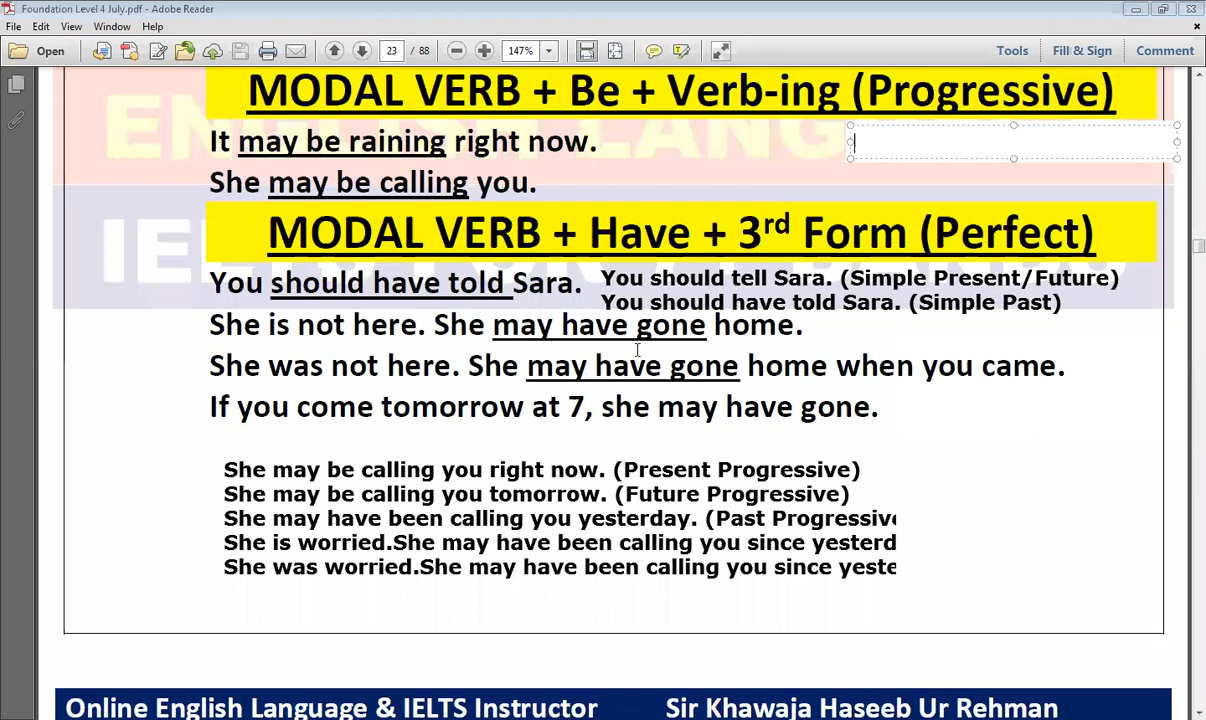 Foundation Level 4 July.pdf - Adobe Reader
File Edit View Window Help
Open 23 / 88 147% Tools Fill & Sign Comment
MODAL VERB + Be + Verb-ing (Progressive)
ENGLISH LANG
It may be raining right now.
She may be calling you.
MODAL VERB + Have + 3rd Form (Perfect)
You should have told Sara.
You should tell Sara. (Simple Present/Future)
You should have told Sara. (Simple Past)
She is not here. She may have gone home.
She was not here. She may have gone home when you came.
If you come tomorrow at 7, she may have gone.
She may be calling you right now. (Present Progressive)
She may be calling you tomorrow. (Future Progressive)
She may have been calling you yesterday. (Past Progressive
She is worried.She may have been calling you since yesterd
She was worried.She may have been calling you since yeste
Online English Language & IELTS Instructor Sir Khawaja Haseeb Ur Rehman